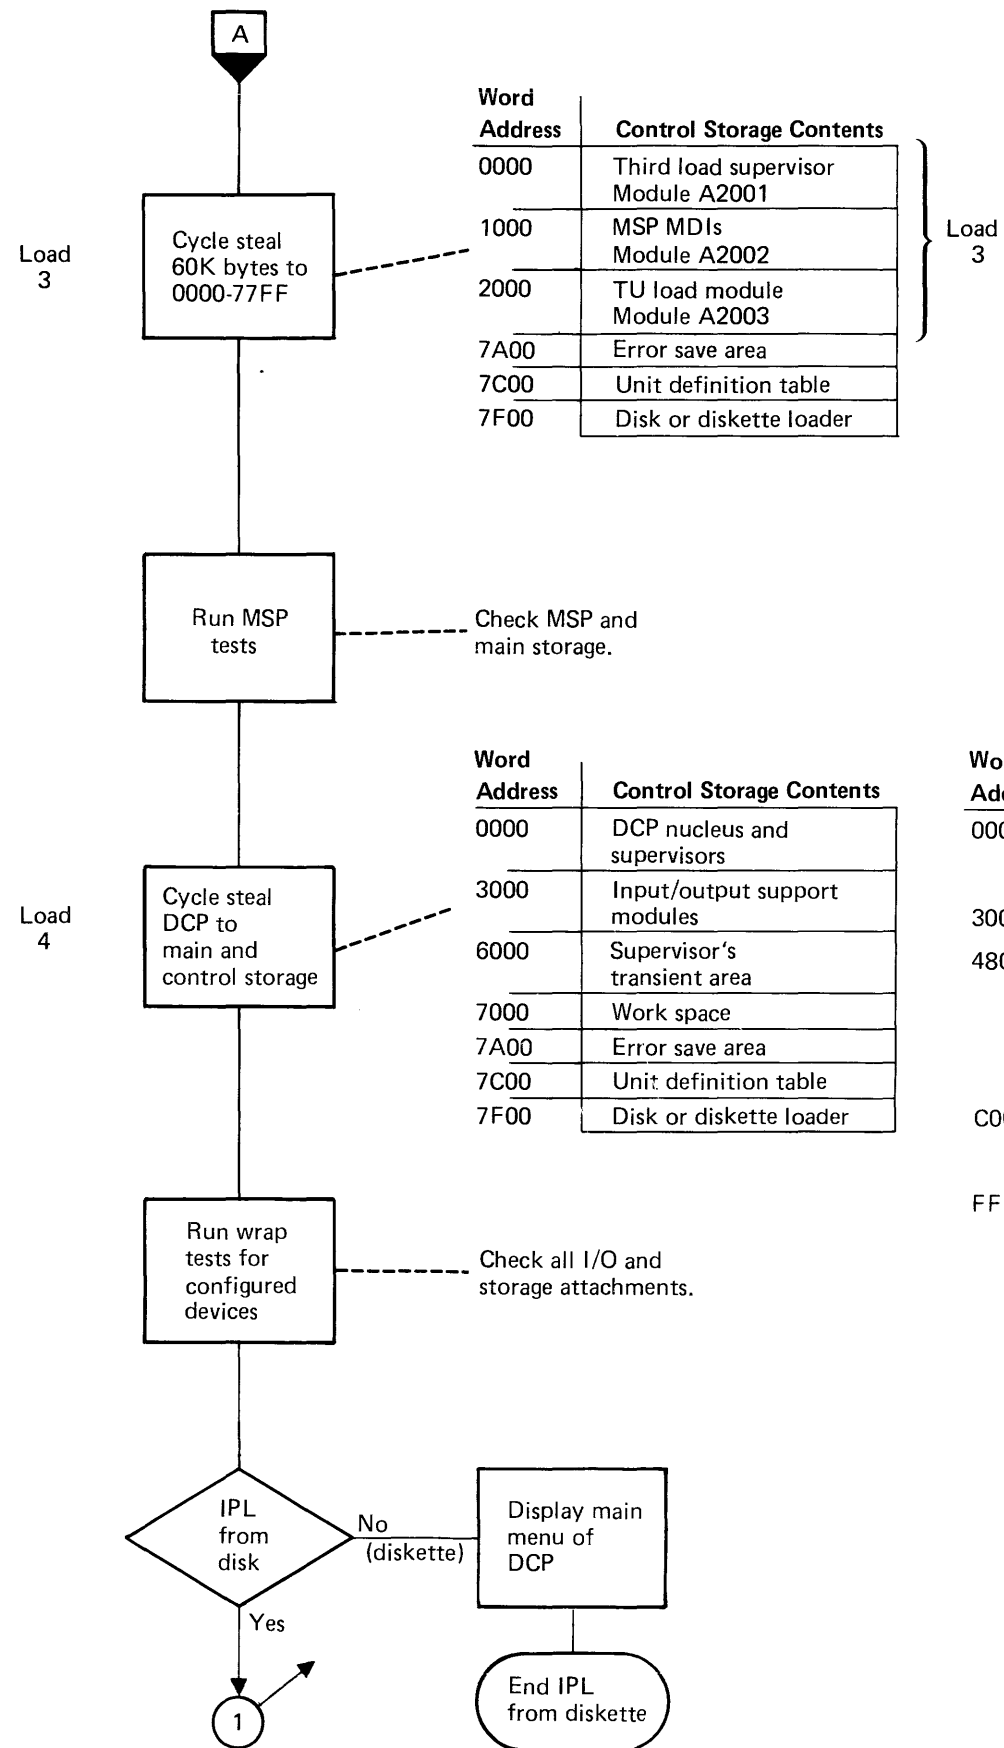 A
Word
Address Control Storage Contents
0000 Third load supervisor
Module A2001
1000 MSP MDIs
Module A2002
2000 TU load module
Module A2003
7A00 Error save area
7C00 Unit definition table
7F00 Disk or diskette loader
Load
3
Load
3
Cycle steal
60K bytes to
0000-77FF
Run MSP
tests
Check MSP and
main storage.
Word
Address Control Storage Contents
0000 DCP nucleus and
supervisors
3000 Input/output support
modules
6000 Supervisor's
transient area
7000 Work space
7A00 Error save area
7C00 Unit definition table
7F00 Disk or diskette loader
Load
4
Cycle steal
DCP to
main and
control storage
Run wrap
tests for
configured
devices
Check all I/O and
storage attachments.
IPL
from
disk
No
(diskette)
Display main
menu of
DCP
Yes
1
End IPL
from diskette